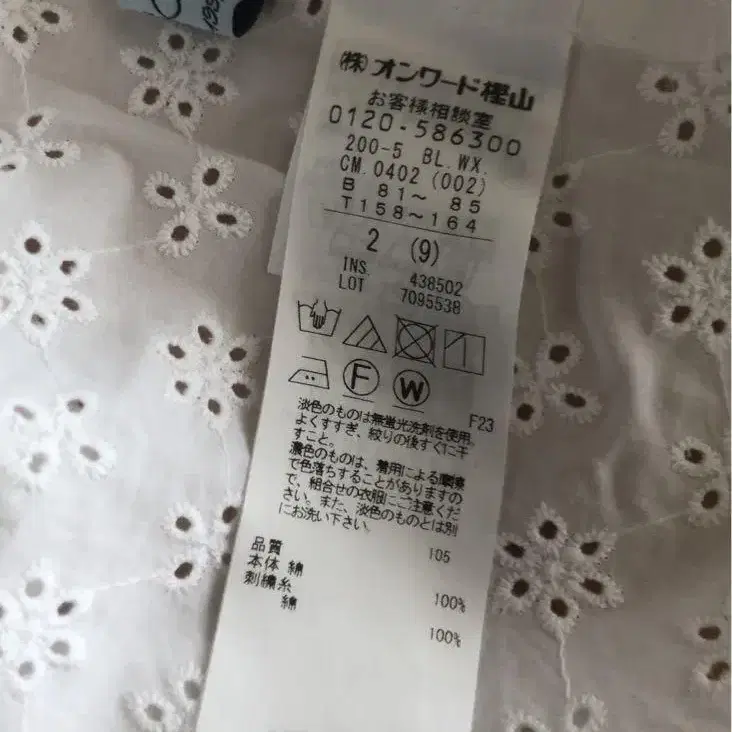 (株)オンワード樫山
お客様相談室
0120-586300
200-5 BL.WX.
CM.0402(002)
B 81~ 85
T158~164
2 (9)
INS. 438502
LOT 7095538
F W
F23
淡色のものは無蛍光洗剤を使用。
よくすすぎ、絞りの後すぐに干
すこと。
濃色のものは、着用による摩擦
で色落ちすることがありますの
で、組合せの衣服にご注意くだ
さい。また、淡色のものとは別
にお洗い下さい。
105
品質
本体 綿 100%
刺繍糸
綿 100%